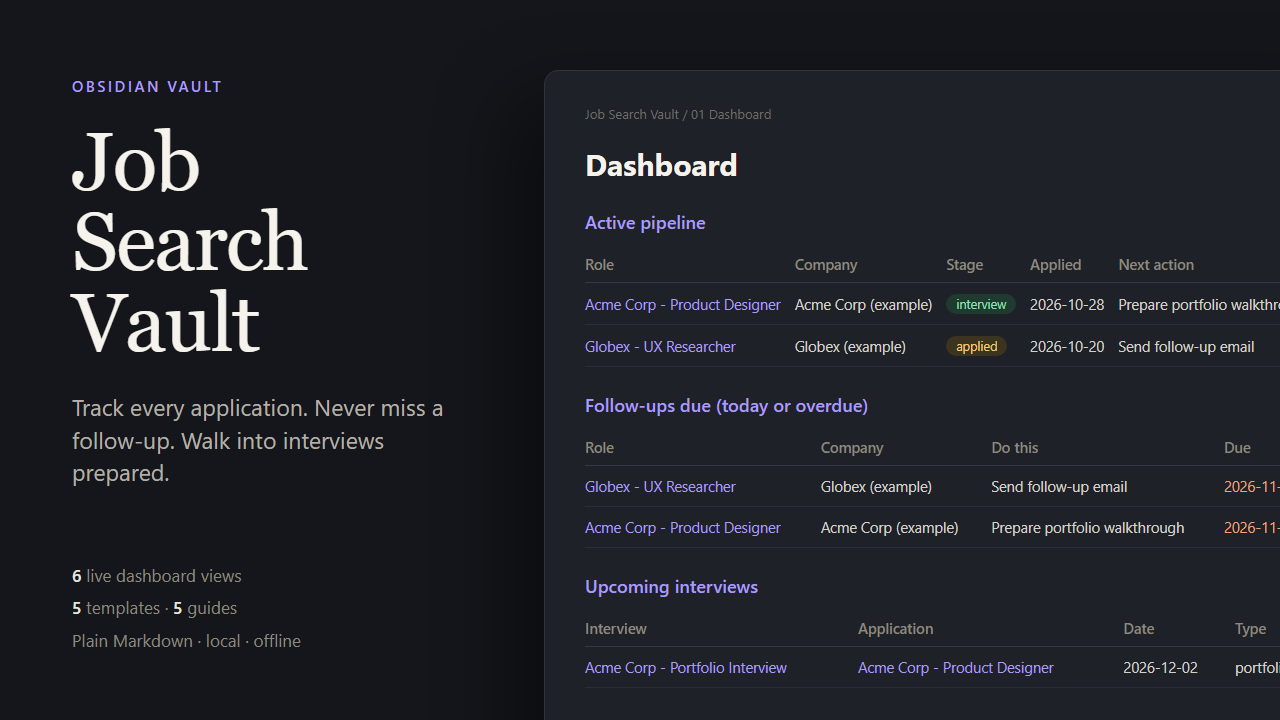 OBSIDIAN VAULT
Job
Search
Vault
Track every application. Never miss a
follow-up. Walk into interviews
prepared.
6 live dashboard views
5 templates · 5 guides
Plain Markdown · local · offline
Job Search Vault / 01 Dashboard
Dashboard
Active pipeline
Role Company Stage Applied Next action
Acme Corp - Product Designer Acme Corp (example) interview 2026-10-28 Prepare portfolio
Globex - UX Researcher Globex (example) applied 2026-10-20 Send follow-up email
Follow-ups due (today or overdue)
Role Company Do this Due
Globex - UX Researcher Globex (example) Send follow-up email 2026-11-
Acme Corp - Product Designer Acme Corp (example) Prepare portfolio walkthrough 2026-11-
Upcoming interviews
Interview Application Date Type
Acme Corp - Portfolio Interview Acme Corp - Product Designer 2026-12-02